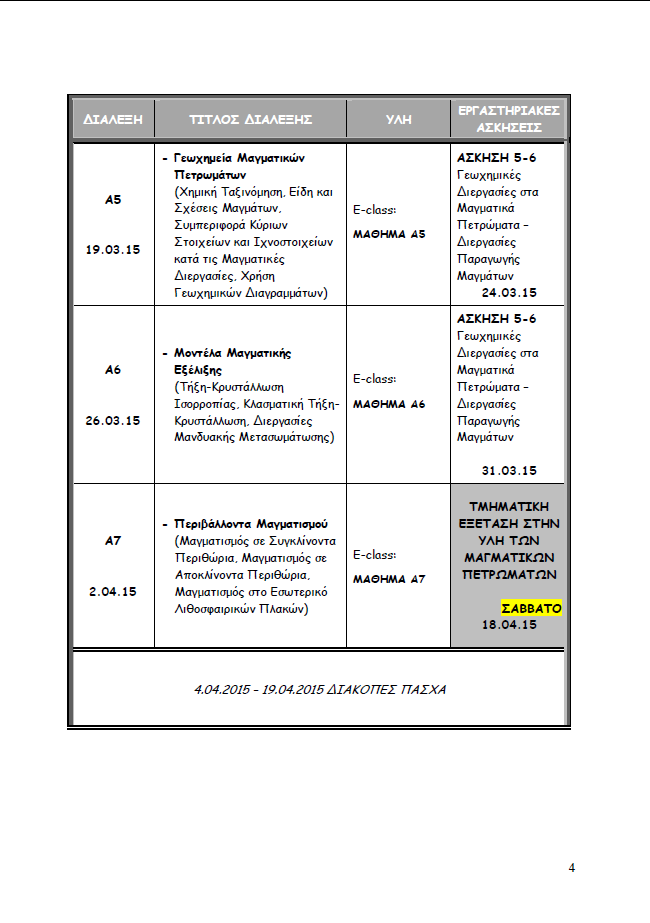 ΔΙΑΛΕΞΗ
ΤΙΤΛΟΣ ΔΙΑΛΕΞΗΣ
ΥΛΗ
ΕΡΓΑΣΤΗΡΙΑΚΕΣ
ΑΣΚΗΣΕΙΣ
Α5
19.03.15
- Γεωχημεία Μαγματικών
Πετρωμάτων
(Χημική Ταξινόμηση, Είδη και
Σχέσεις Μαγμάτων,
Συμπεριφορά Κύριων
Στοιχείων και Ιχνοστοιχείων
κατά τις Μαγματικές
Διεργασίες, Χρήση
Γεωχημικών Διαγραμμάτων)
E-class:
ΜΑΘΗΜΑ Α5
ΑΣΚΗΣΗ 5-6
Γεωχημικές
Διεργασίες στα
Μαγματικά
Πετρώματα –
Διεργασίες
Παραγωγής
Μαγμάτων
24.03.15
Α6
26.03.15
- Μοντέλα Μαγματικής
Εξέλιξης
(Τήξη-Κρυστάλλωση
Ισορροπίας, Κλασματική Τήξη-
Κρυστάλλωση, Διεργασίες
Μανδυακής Μετασωμάτωσης)
E-class:
ΜΑΘΗΜΑ Α6
ΑΣΚΗΣΗ 5-6
Γεωχημικές
Διεργασίες στα
Μαγματικά
Πετρώματα –
Διεργασίες
Παραγωγής
Μαγμάτων
31.03.15
Α7
2.04.15
- Περιβάλλοντα Μαγματισμού
(Μαγματισμός σε Συγκλίνοντα
Περιθώρια, Μαγματισμός σε
Αποκλίνοντα Περιθώρια,
Μαγματισμός στο Εσωτερικό
Λιθοσφαιρικών Πλακών)
E-class:
ΜΑΘΗΜΑ Α7
ΤΜΗΜΑΤΙΚΗ
ΕΞΕΤΑΣΗ ΣΤΗΝ
ΥΛΗ ΤΩΝ
ΜΑΓΜΑΤΙΚΩΝ
ΠΕΤΡΩΜΑΤΩΝ
ΣΑΒΒΑΤΟ
18.04.15
4.04.2015 – 19.04.2015 ΔΙΑΚΟΠΕΣ ΠΑΣΧΑ
4